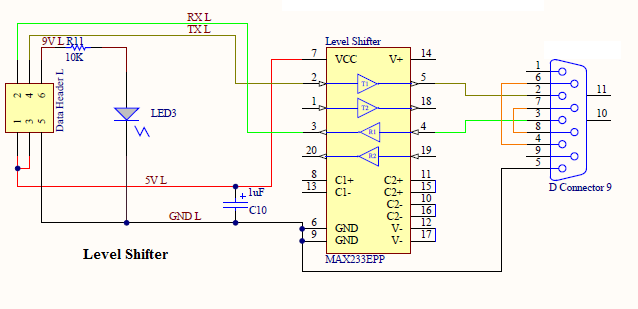 RX L
TX L
9V L R11
10K
Level Shifter
7 VCC V+ 14
2 T1 5
1 T2 18
3 R1 4
20 R2 19
8 C1+ C2+ 11
13 C1- C2+ 15
C2- 10
C2- 16
6 GND V- 12
9 GND V- 17
MAX233EPP
2 4 6
1 3 5
Data Header L
LED3
5V L
1uF
+
C10
GND L
Level Shifter
1
6
2
7
3
8
4
9
5
11
10
D Connector 9